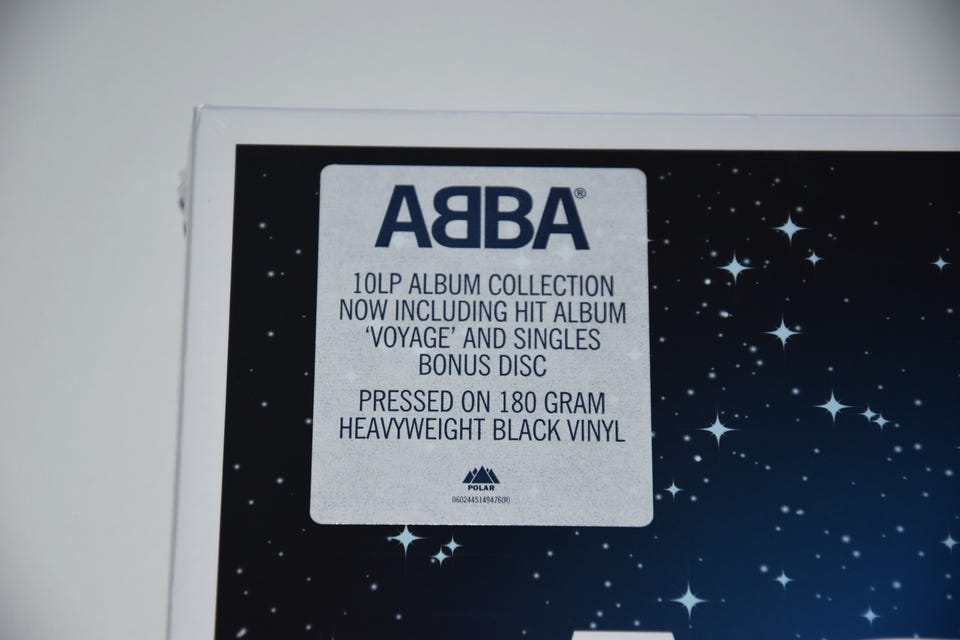 ABBA®
10LP ALBUM COLLECTION
NOW INCLUDING HIT ALBUM
‘VOYAGE’ AND SINGLES
BONUS DISC
PRESSED ON 180 GRAM
HEAVYWEIGHT BLACK VINYL
POLAR
0602445149476(R)